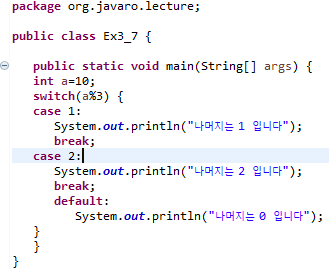 package org.javaro.lecture;
public class Ex3_7 {
public static void main(String[] args) {
int a=10;
switch(a%3) {
case 1:
System.out.println("나머지는 1 입니다");
break;
case 2:
System.out.println("나머지는 2 입니다");
break;
default:
System.out.println("나머지는 0 입니다");
}
}
}